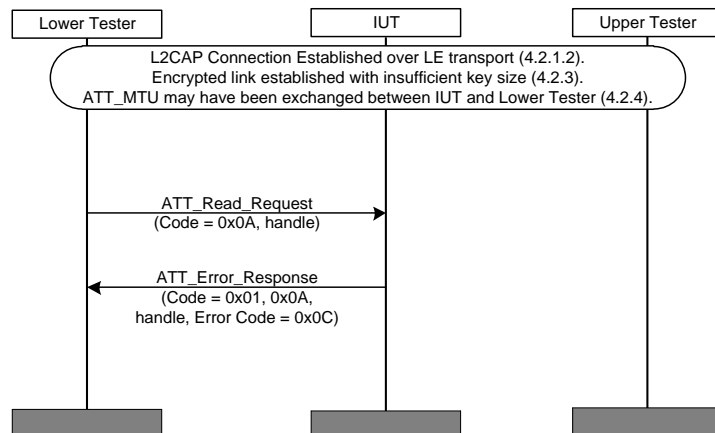 Lower Tester
IUT
Upper Tester
L2CAP Connection Established over LE transport (4.2.1.2).
Encrypted link established with insufficient key size (4.2.3).
ATT_MTU may have been exchanged between IUT and Lower Tester (4.2.4).
ATT_Read_Request
(Code = 0x0A, handle)
ATT_Error_Response
(Code = 0x01, 0x0A,
handle, Error Code = 0x0C)